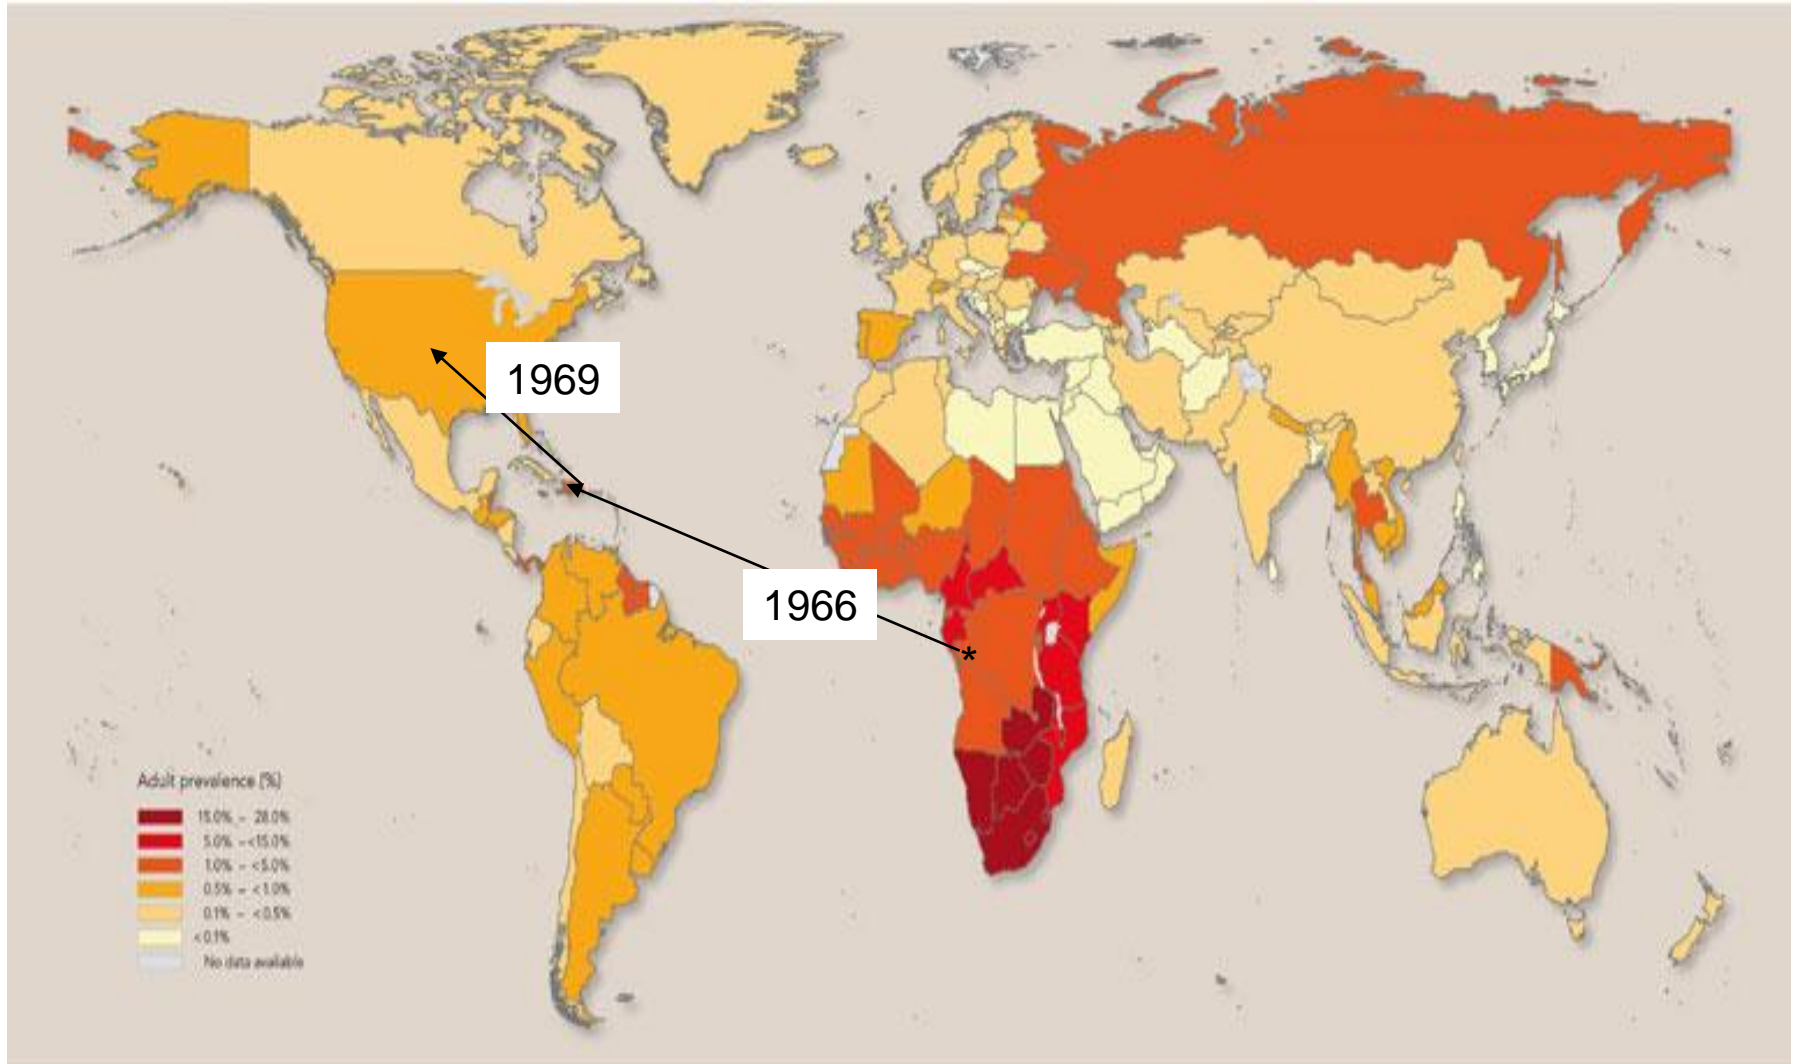 1969
1966
*
Adult prevalence (%)
15.0% – 28.0%
5.0% – <15.0%
1.0% – <5.0%
0.5% – <1.0%
0.1% – <0.5%
<0.1%
No data available